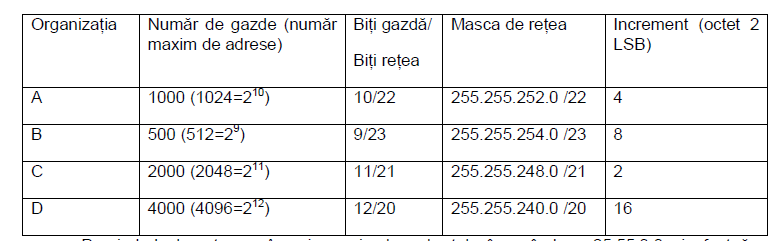 Organizația Număr de gazde (număr maxim de adrese) Biți gazdă/ Biți rețea Masca de rețea Increment (octet 2 LSB)
A 1000 (1024=2^10) 10/22 255.255.252.0 /22 4
B 500 (512=2^9) 9/23 255.255.254.0 /23 8
C 2000 (2048=2^11) 11/21 255.255.248.0 /21 2
D 4000 (4096=2^12) 12/20 255.255.240.0 /20 16